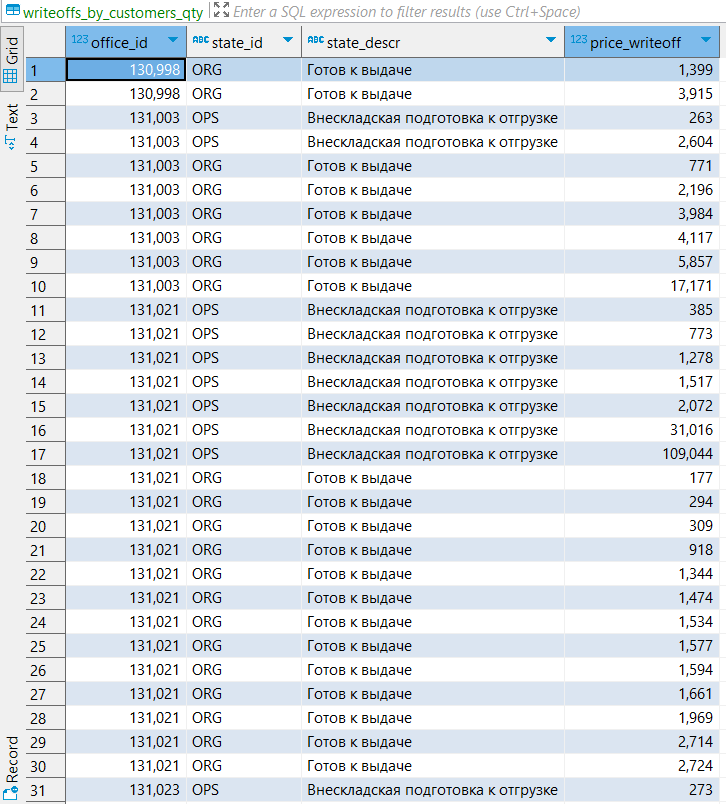 writeoffs_by_customers_qty Enter a SQL expression to filter results (use Ctrl+Space)
Grid
Text
Record
123 office_id ABC state_id ABC state_descr 123 price_writeoff
1 130,998 ORG Готов к выдаче 1,399
2 130,998 ORG Готов к выдаче 3,915
3 131,003 OPS Внескладская подготовка к отгрузке 263
4 131,003 OPS Внескладская подготовка к отгрузке 2,604
5 131,003 ORG Готов к выдаче 771
6 131,003 ORG Готов к выдаче 2,196
7 131,003 ORG Готов к выдаче 3,984
8 131,003 ORG Готов к выдаче 4,117
9 131,003 ORG Готов к выдаче 5,857
10 131,003 ORG Готов к выдаче 17,171
11 131,021 OPS Внескладская подготовка к отгрузке 385
12 131,021 OPS Внескладская подготовка к отгрузке 773
13 131,021 OPS Внескладская подготовка к отгрузке 1,278
14 131,021 OPS Внескладская подготовка к отгрузке 1,517
15 131,021 OPS Внескладская подготовка к отгрузке 2,072
16 131,021 OPS Внескладская подготовка к отгрузке 31,016
17 131,021 OPS Внескладская подготовка к отгрузке 109,044
18 131,021 ORG Готов к выдаче 177
19 131,021 ORG Готов к выдаче 294
20 131,021 ORG Готов к выдаче 309
21 131,021 ORG Готов к выдаче 918
22 131,021 ORG Готов к выдаче 1,344
23 131,021 ORG Готов к выдаче 1,474
24 131,021 ORG Готов к выдаче 1,534
25 131,021 ORG Готов к выдаче 1,577
26 131,021 ORG Готов к выдаче 1,594
27 131,021 ORG Готов к выдаче 1,661
28 131,021 ORG Готов к выдаче 1,969
29 131,021 ORG Готов к выдаче 2,714
30 131,021 ORG Готов к выдаче 2,724
31 131,023 OPS Внескладская подготовка к отгрузке 273